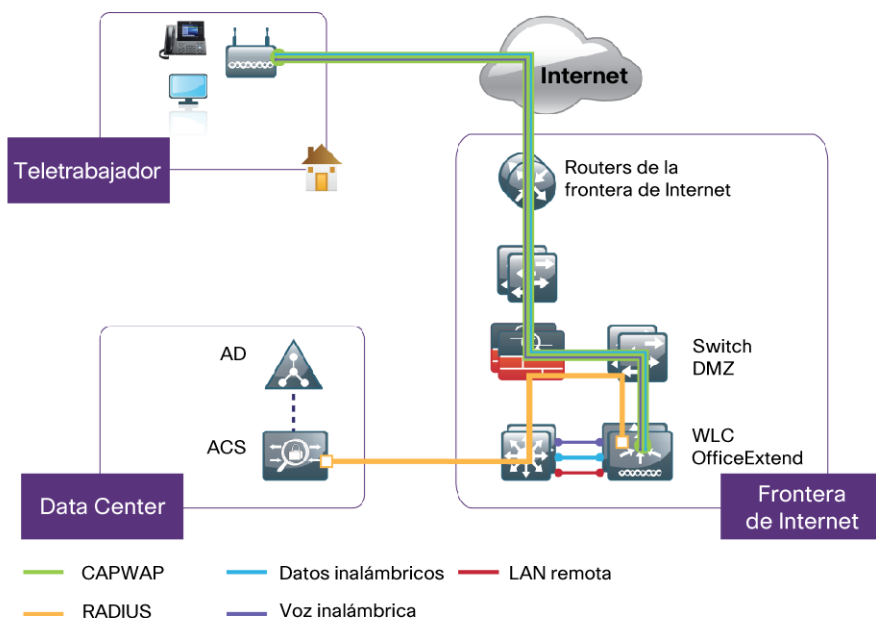 Internet
Teletrabajador
Routers de la
frontera de Internet
AD
Switch
DMZ
ACS
WLC
OfficeExtend
Data Center
Frontera
de Internet
CAPWAP
Datos inalámbricos
LAN remota
RADIUS
Voz inalámbrica